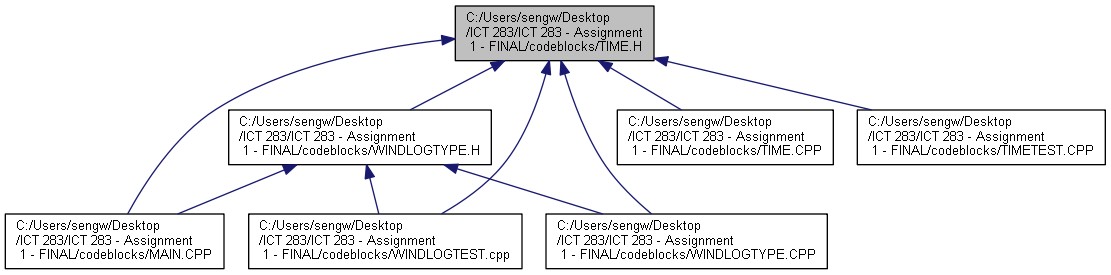 C:/Users/sengw/Desktop
/ICT 283/ICT 283 - Assignment
1 - FINAL/codeblocks/TIME.H
C:/Users/sengw/Desktop
/ICT 283/ICT 283 - Assignment
1 - FINAL/codeblocks/WINDLOGTYPE.H
C:/Users/sengw/Desktop
/ICT 283/ICT 283 - Assignment
1 - FINAL/codeblocks/TIME.CPP
C:/Users/sengw/Desktop
/ICT 283/ICT 283 - Assignment
1 - FINAL/codeblocks/TIMETEST.CPP
C:/Users/sengw/Desktop
/ICT 283/ICT 283 - Assignment
1 - FINAL/codeblocks/MAIN.CPP
C:/Users/sengw/Desktop
/ICT 283/ICT 283 - Assignment
1 - FINAL/codeblocks/WINDLOGTEST.cpp
C:/Users/sengw/Desktop
/ICT 283/ICT 283 - Assignment
1 - FINAL/codeblocks/WINDLOGTYPE.CPP